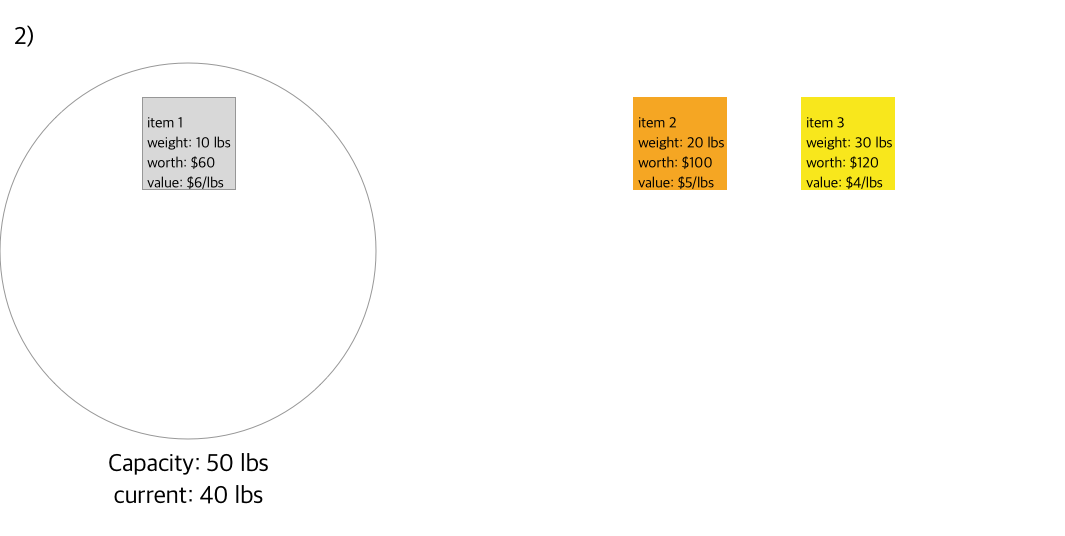 2)
item 1
weight: 10 lbs
worth: $60
value: $6/lbs
item 2
weight: 20 lbs
worth: $100
value: $5/lbs
item 3
weight: 30 lbs
worth: $120
value: $4/lbs
Capacity: 50 lbs
current: 40 lbs